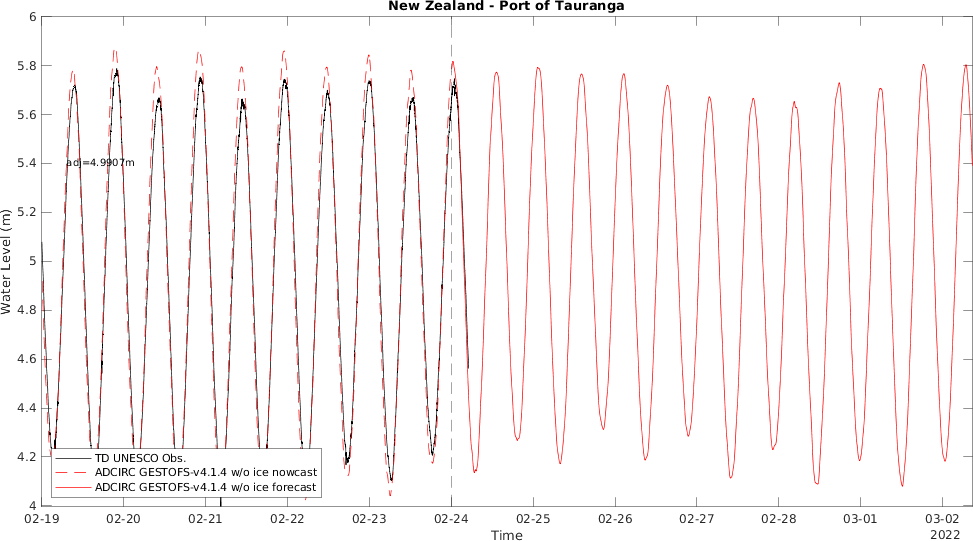 New Zealand - Port of Tauranga
6
5.8
5.6
5.4
5.2
5
4.8
4.6
4.2
4
Water Level (m)
adj=4.9907m
TD UNESCO Obs.
ADCIRC GESTOFS-v4.1.4 w/o ice nowcast
ADCIRC GESTOFS-v4.1.4 w/o ice forecast
02-19 02-20 02-21 02-22 02-23 02-24 02-25 02-26 02-27 02-28 03-01 03-02
2022
Time
4.4